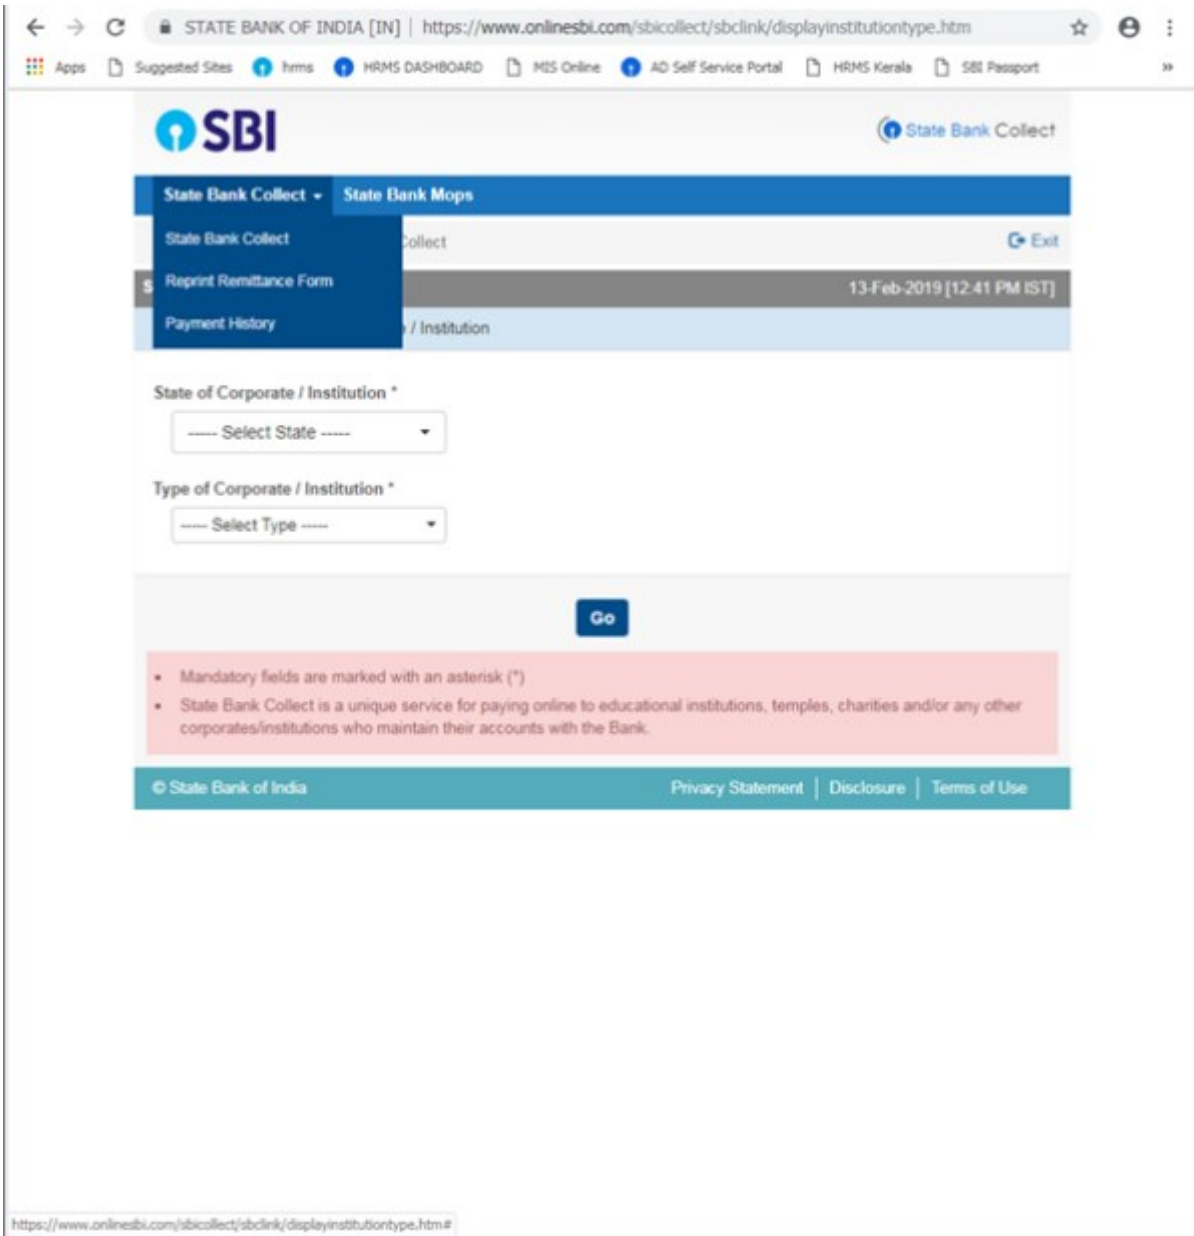 STATE BANK OF INDIA [IN] | https://www.onlinesbi.com/sbicollect/sbclink/displayinstitutiontype.htm
Apps Suggested Sites hrms HRMS DASHBOARD MIS Online AD Self Service Portal HRMS Kerala SBI Passport »
SBI State Bank Collect
State Bank Collect State Bank Mops
State Bank Collect Collect Exit
S Reprint Remittance Form 13-Feb-2019 [12:41 PM IST]
Payment History / Institution
State of Corporate / Institution *
----- Select State -----
Type of Corporate / Institution *
----- Select Type -----
Go
• Mandatory fields are marked with an asterisk (*)
• State Bank Collect is a unique service for paying online to educational institutions, temples, charities and/or any other
corporates/institutions who maintain their accounts with the Bank.
© State Bank of India Privacy Statement | Disclosure | Terms of Use
https://www.onlinesbi.com/sbicollect/sbclink/displayinstitutiontype.htm#